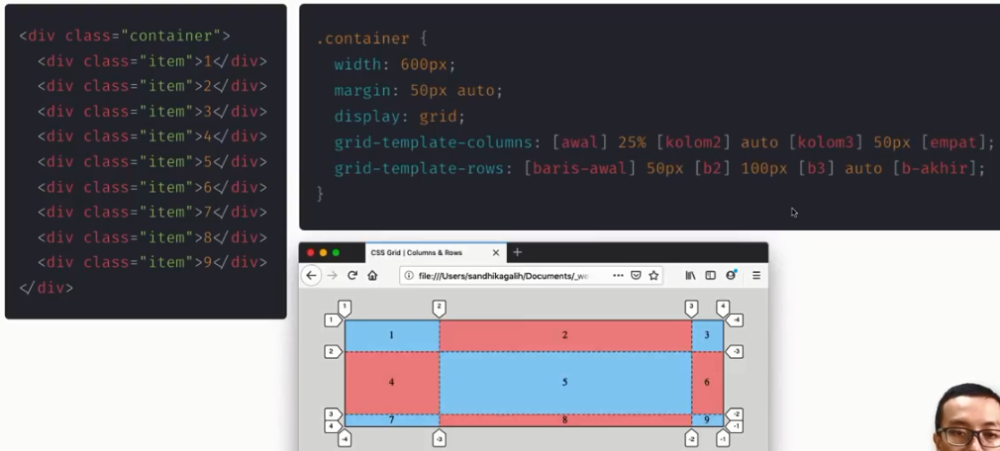 <div class="container">
<div class="item">1</div>
<div class="item">2</div>
<div class="item">3</div>
<div class="item">4</div>
<div class="item">5</div>
<div class="item">6</div>
<div class="item">7</div>
<div class="item">8</div>
<div class="item">9</div>
</div>
.container {
width: 600px;
margin: 50px auto;
display: grid;
grid-template-columns: [awal] 25% [kolom2] auto [kolom3] 50px [empat];
grid-template-rows: [baris-awal] 50px [b2] 100px [b3] auto [b-akhir];
}
CSS Grid | Columns & Rows
file:///Users/sandhikagalih/Documents/_we
1 2 3 4
1 1 2 3 -4
2 -3
4 5 6
3 -2
7 8 9
4 -1
-4 -3 -2 -1